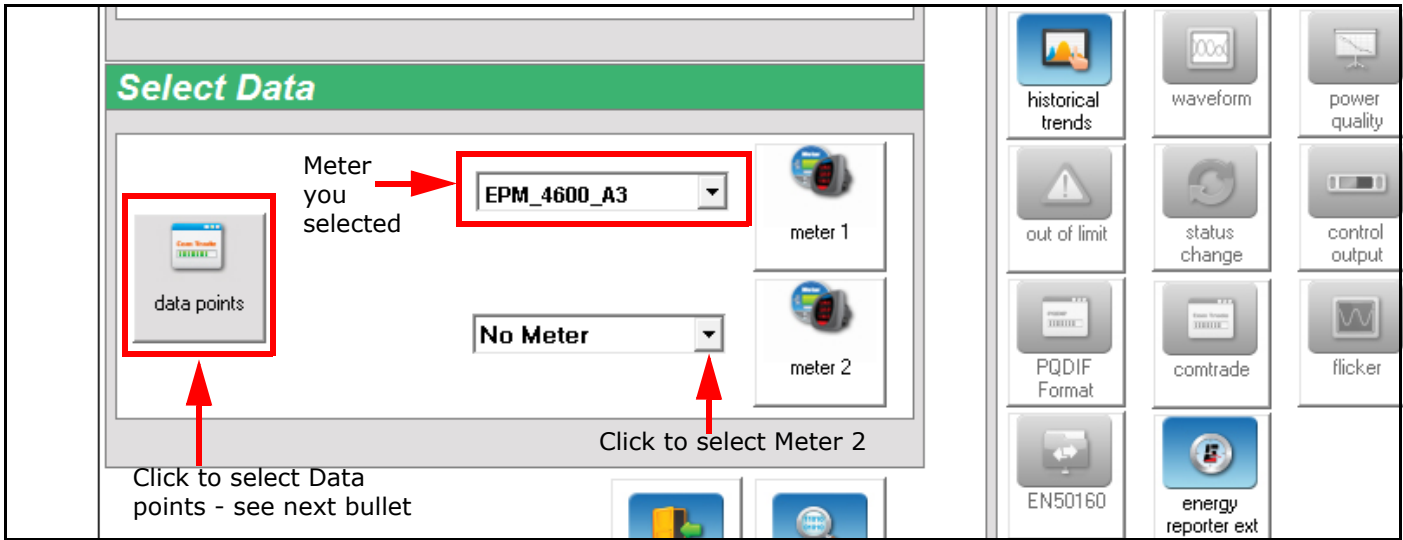 Select Data
Meter
you
selected
EPM_4600_A3
meter 1
data points
No Meter
meter 2
Click to select Meter 2
Click to select Data
points - see next bullet
historical
trends
waveform
power
quality
out of limit
status
change
control
output
PQDIF
Format
comtrade
flicker
EN50160
energy
reporter ext